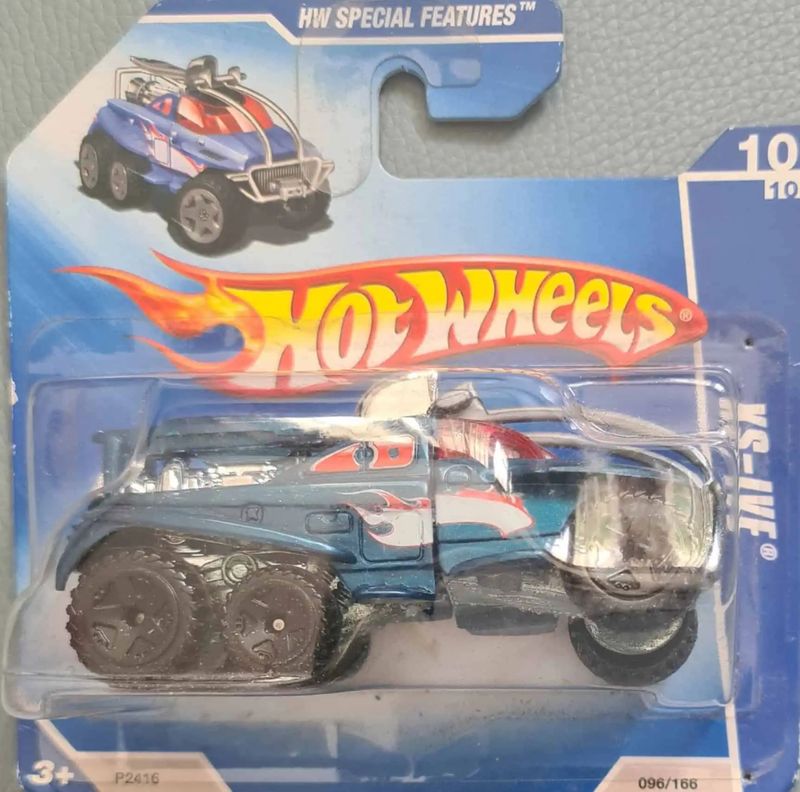 HW SPECIAL FEATURES™
10
10
HOT WHEELS®
XS-IVE®
3+
P2416
096/166